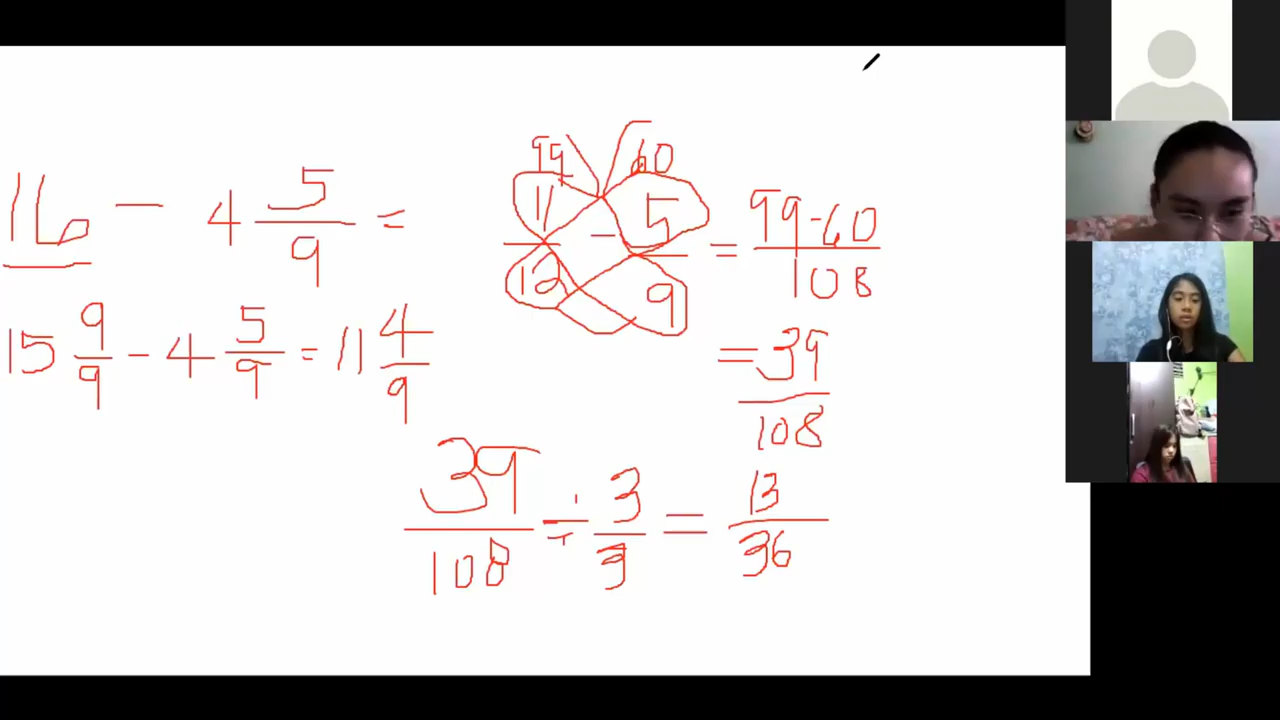 16 - 4 5/9 =
15 9/9 - 4 5/9 = 11 4/9
99 60
11/12 - 5/9 = 99-60/108
= 39/108
39/108 ÷ 3/3 = 13/36